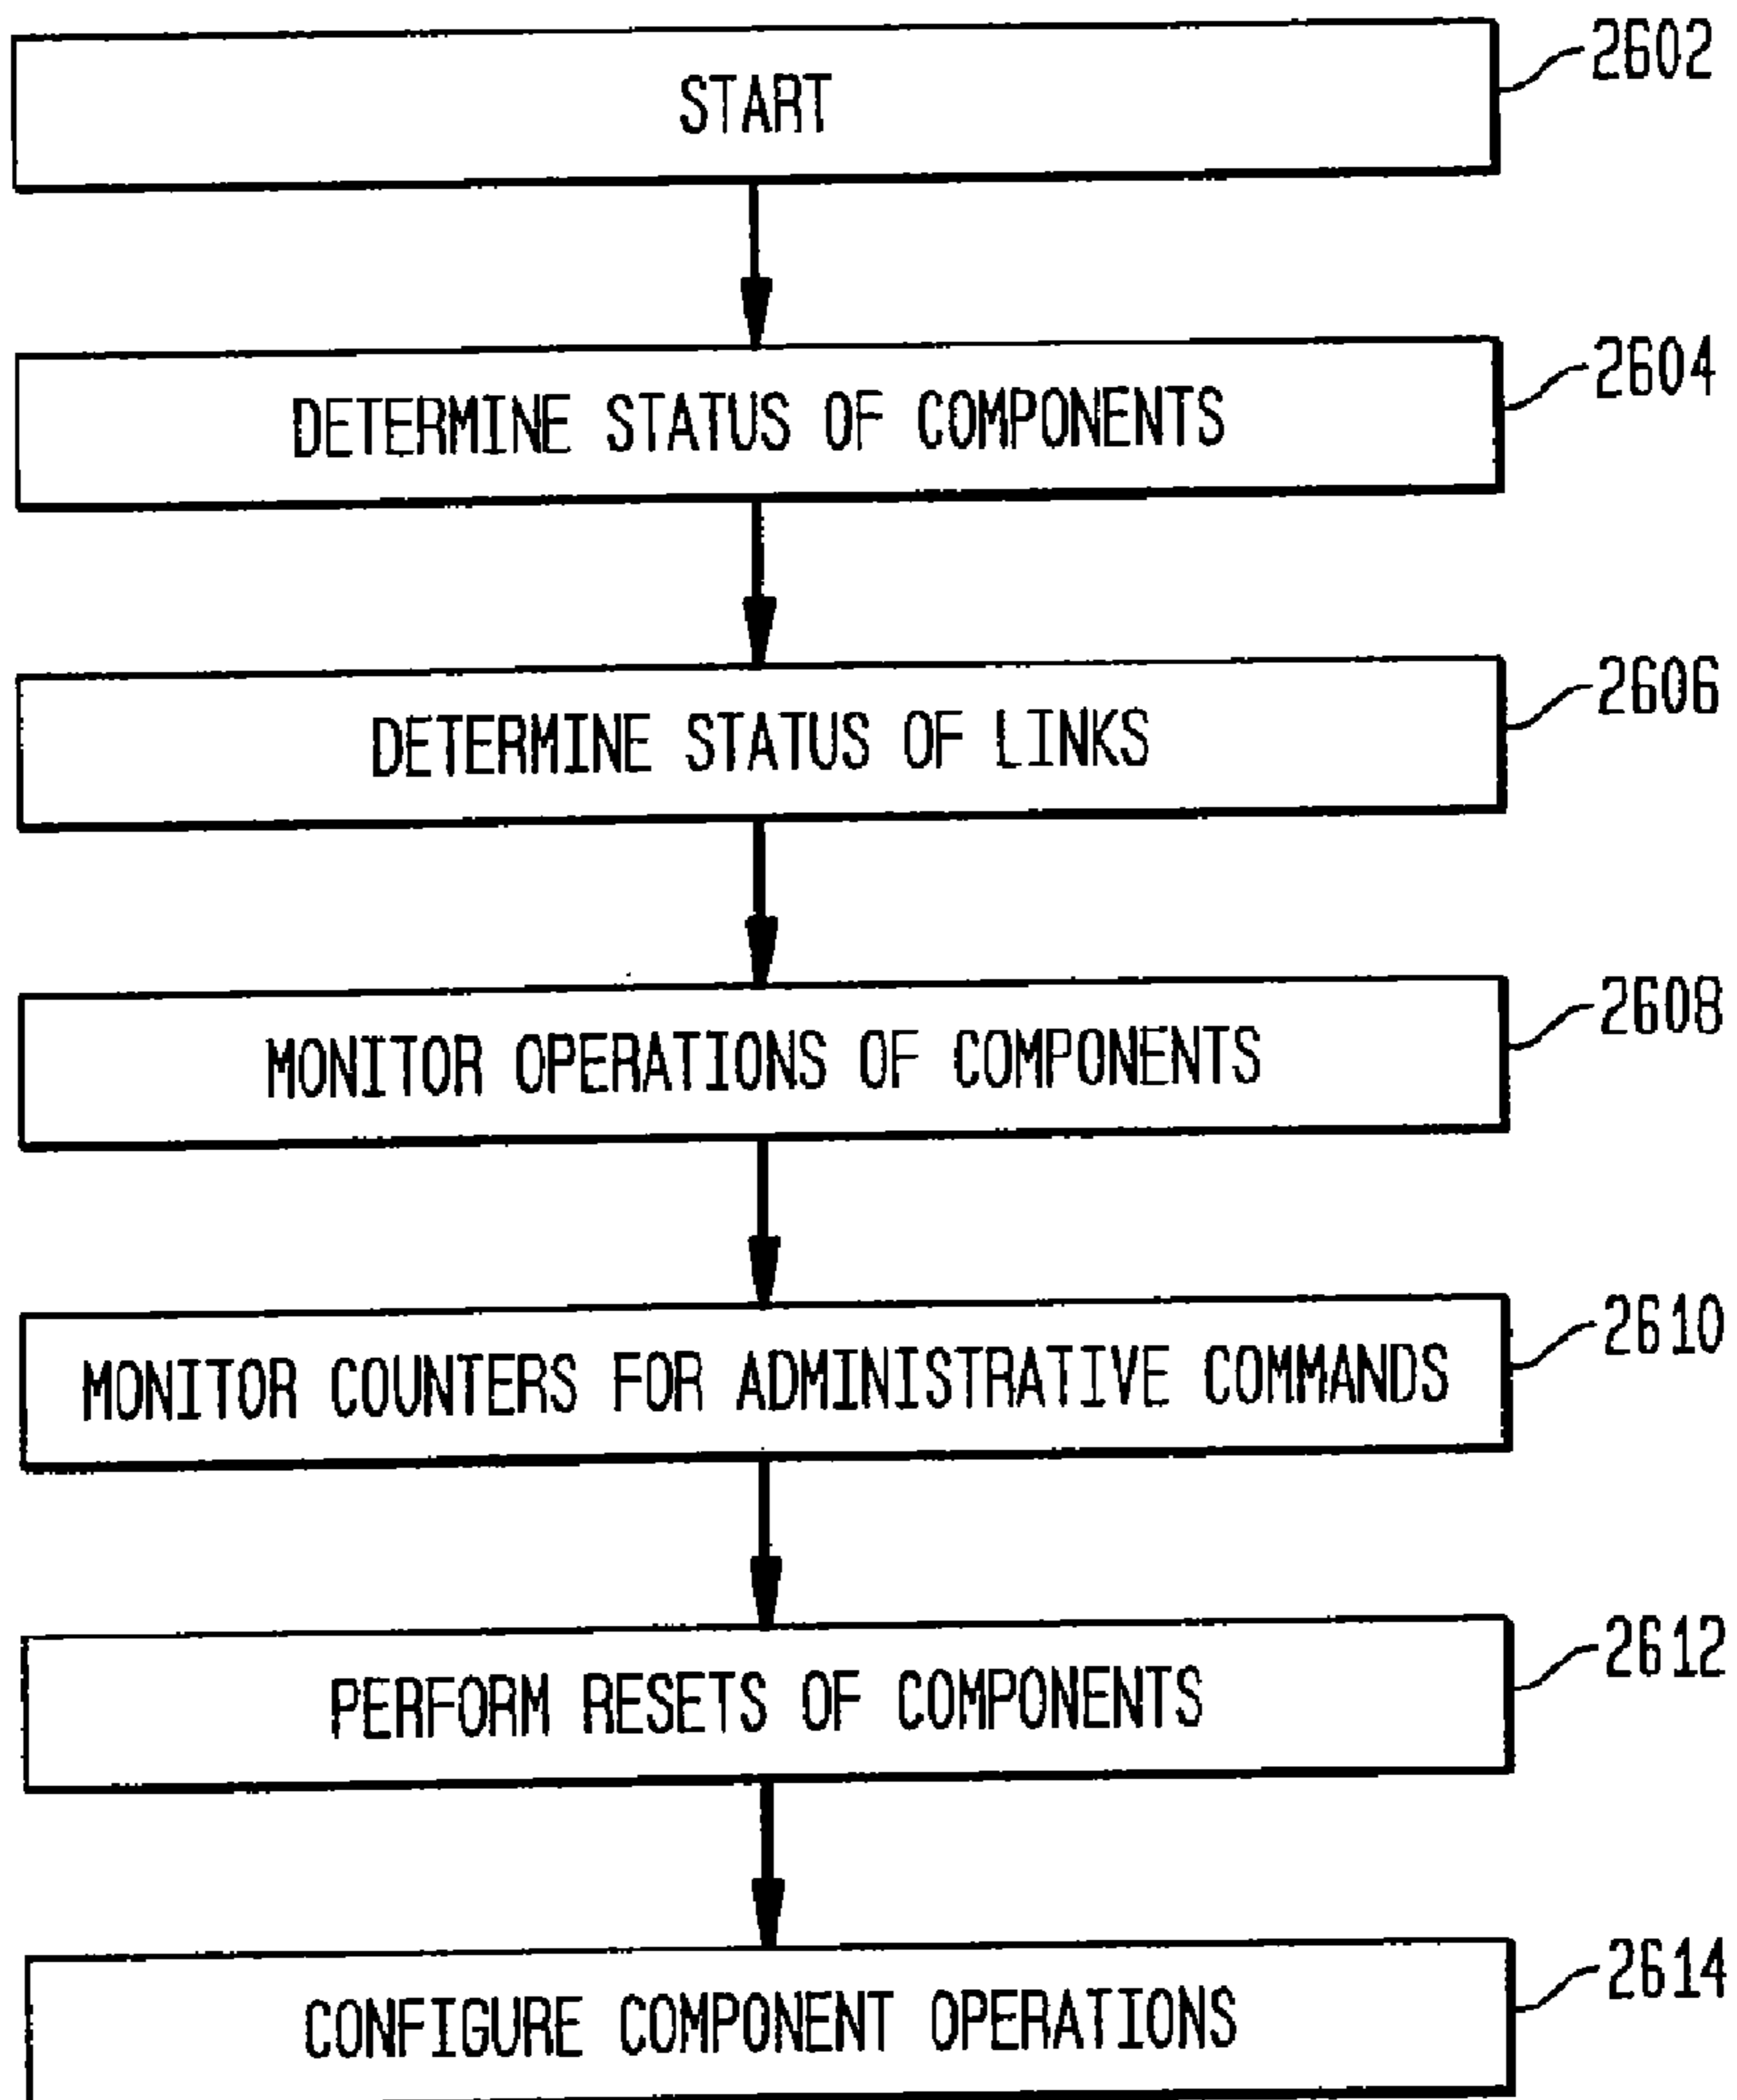 START
2602
DETERMINE STATUS OF COMPONENTS
2604
DETERMINE STATUS OF LINKS
2606
MONITOR OPERATIONS OF COMPONENTS
2608
MONITOR COUNTERS FOR ADMINISTRATIVE COMMANDS
2610
PERFORM RESETS OF COMPONENTS
2612
CONFIGURE COMPONENT OPERATIONS
2614